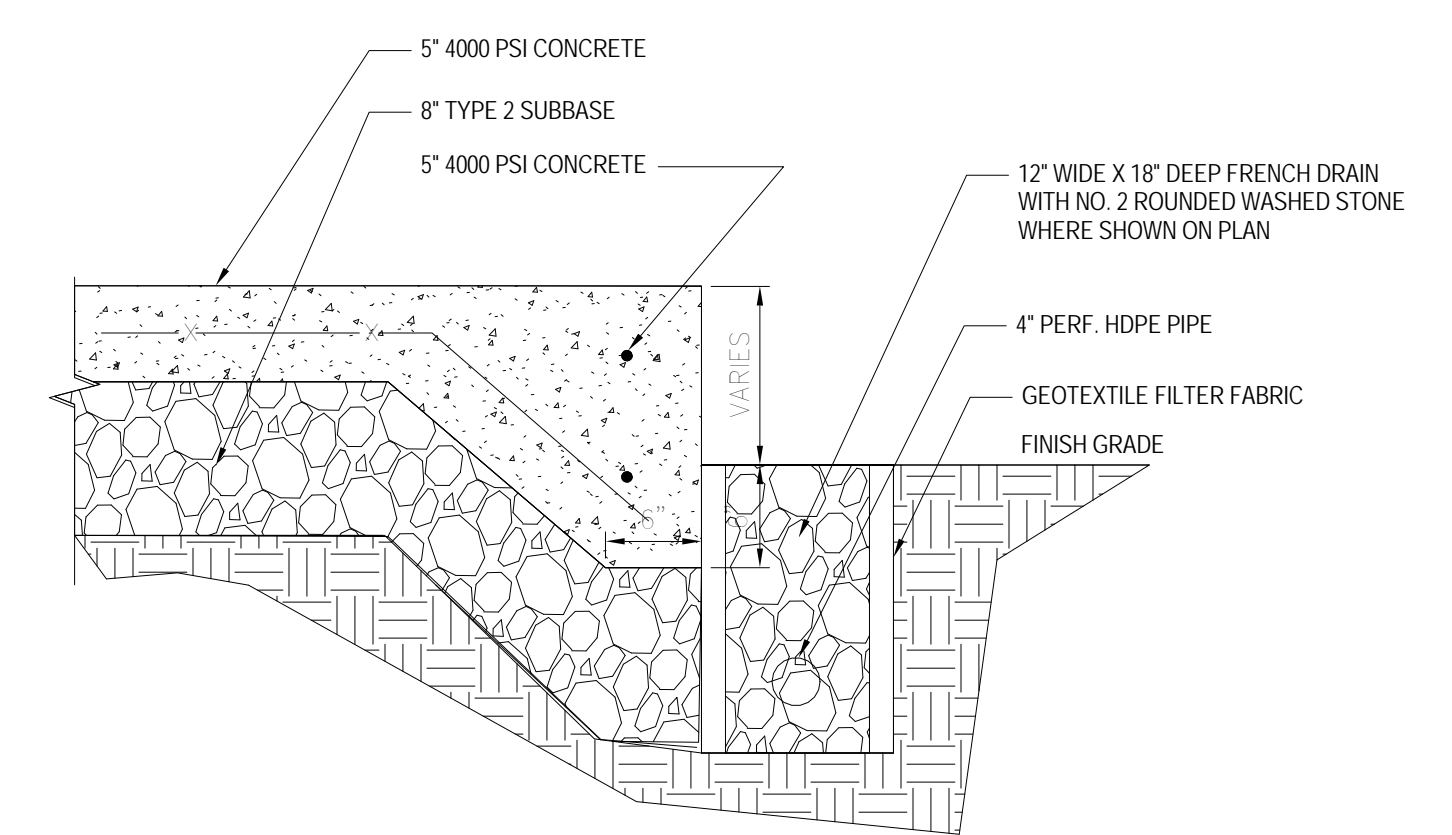 5" 4000 PSI CONCRETE
8" TYPE 2 SUBBASE
5" 4000 PSI CONCRETE
12" WIDE X 18" DEEP FRENCH DRAIN
WITH NO. 2 ROUNDED WASHED STONE
WHERE SHOWN ON PLAN
4" PERF. HDPE PIPE
X X
VARIES
GEOTEXTILE FILTER FABRIC
FINISH GRADE
6”
8”